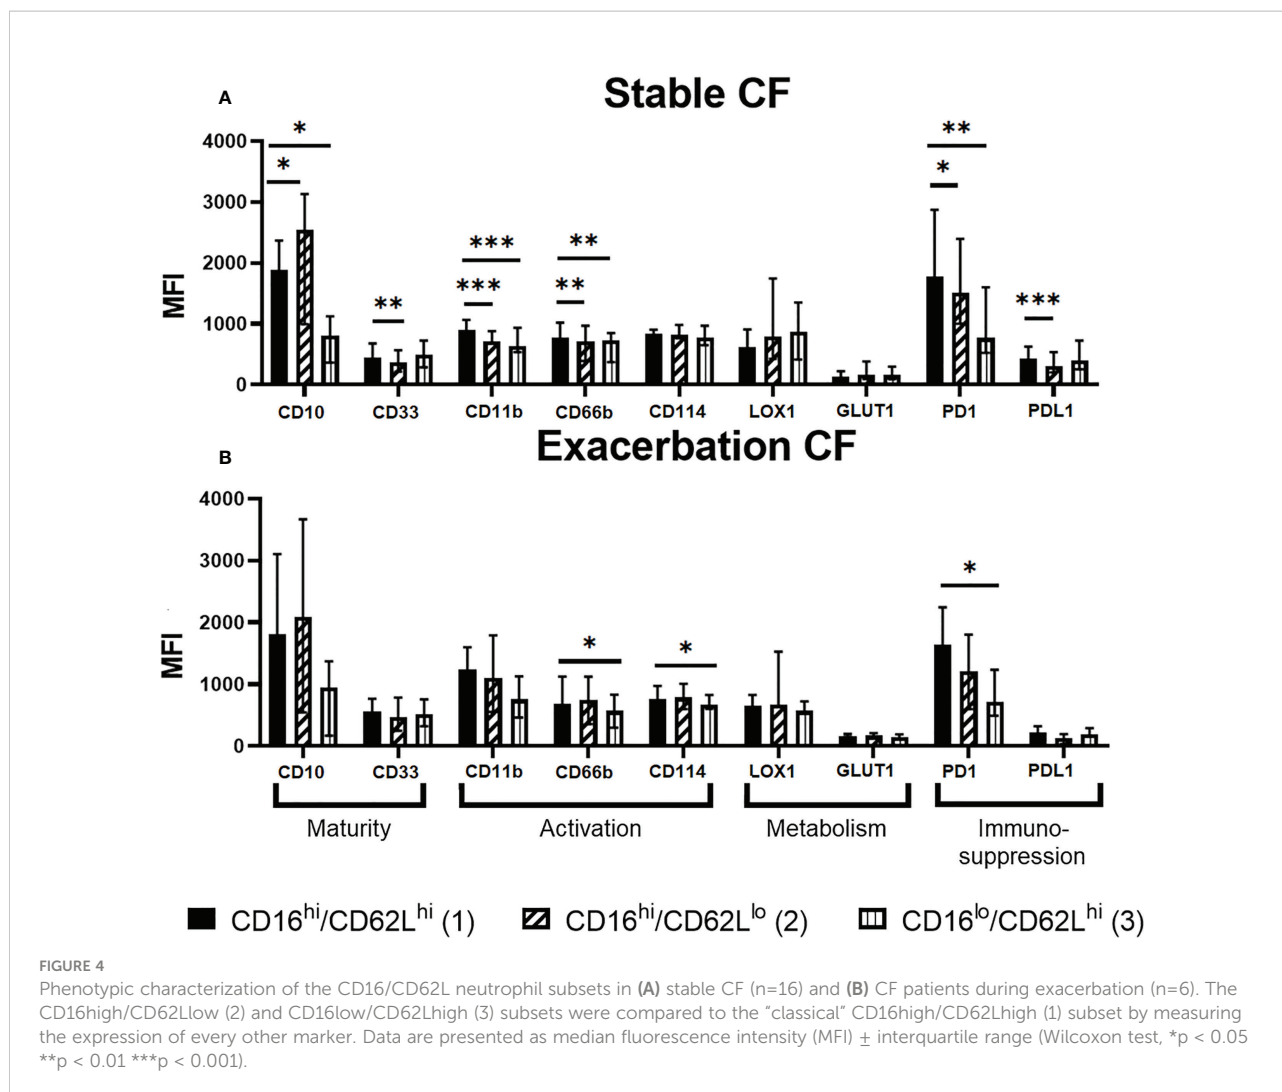 A
Stable CF
* *
* ** *
4000
3000
2000
1000
0
MFI
*** **
** *** ** ***
CD10 CD33 CD11b CD66b CD114 LOX1 GLUT1 PD1 PDL1
B
Exacerbation CF
4000
3000
2000
1000
0
MFI
* * *
CD10 CD33 CD11b CD66b CD114 LOX1 GLUT1 PD1 PDL1
Maturity Activation Metabolism Immuno-
suppression
CD16hi/CD62Lhi (1) CD16hi/CD62Llo (2) CD16lo/CD62Lhi (3)
FIGURE 4
Phenotypic characterization of the CD16/CD62L neutrophil subsets in (A) stable CF (n=16) and (B) CF patients during exacerbation (n=6). The
CD16high/CD62Llow (2) and CD16low/CD62Lhigh (3) subsets were compared to the "classical" CD16high/CD62Lhigh (1) subset by measuring
the expression of every other marker. Data are presented as median fluorescence intensity (MFI) ± interquartile range (Wilcoxon test, *p < 0.05
**p < 0.01 ***p < 0.001).